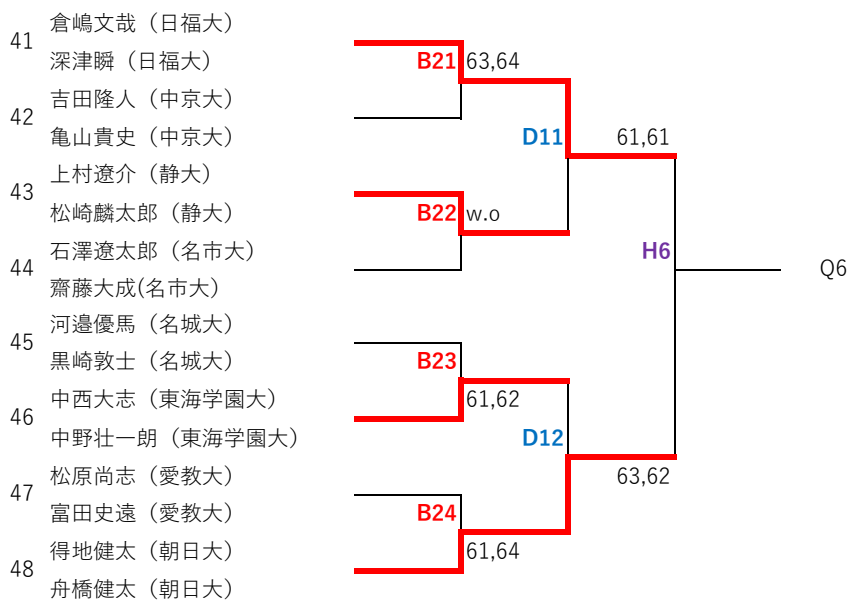 倉嶋文哉（日福大）
41
深津瞬（日福大）
B21 63,64
吉田隆人（中京大）
42
亀山貴史（中京大）
D11 61,61
上村遼介（静大）
43
松崎麟太郎（静大）
B22 w.o
石澤遼太郎（名市大）
H6
44
Q6
齋藤大成(名市大）
河邉優馬（名城大）
45
黒崎敦士（名城大）
B23
中西大志（東海学園大）
61,62
46
中野壮一朗（東海学園大）
D12
松原尚志（愛教大）
63,62
47
富田史遠（愛教大）
B24
得地健太（朝日大）
61,64
48
舟橋健太（朝日大）